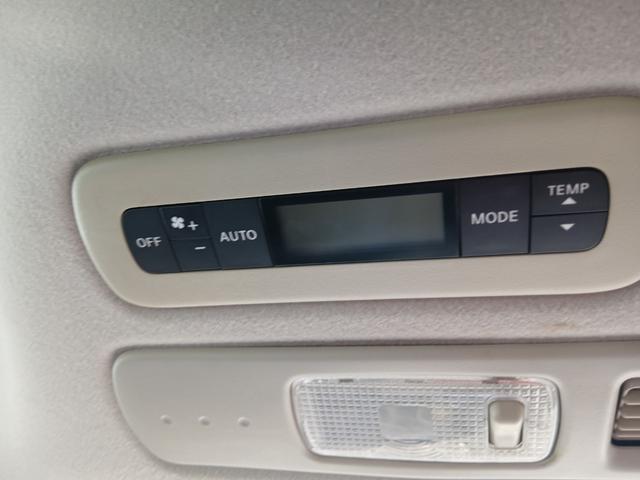 OFF
+
-
AUTO
MODE
TEMP